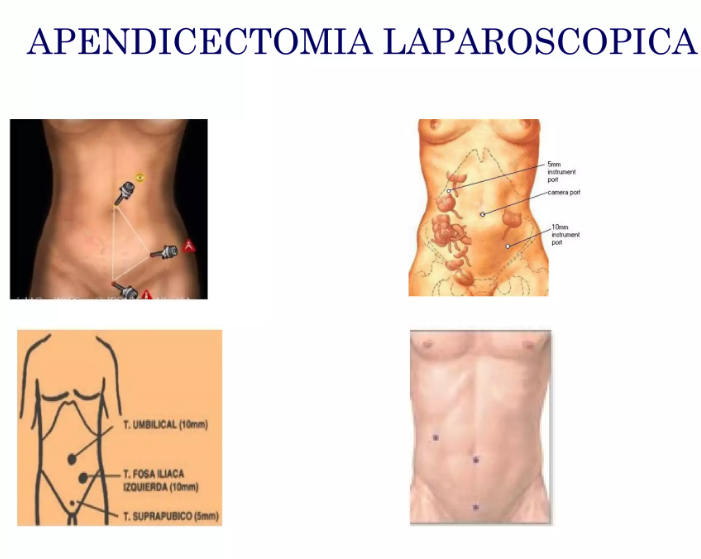 APENDICECTOMIA LAPAROSCOPICA
5mm
instrument
port
camera port
10mm
instrument
port
T. UMBILICAL (10mm)
T. FOSA ILIACA
IZQUIERDA (10mm)
T. SUPRAPUBICO (5mm)